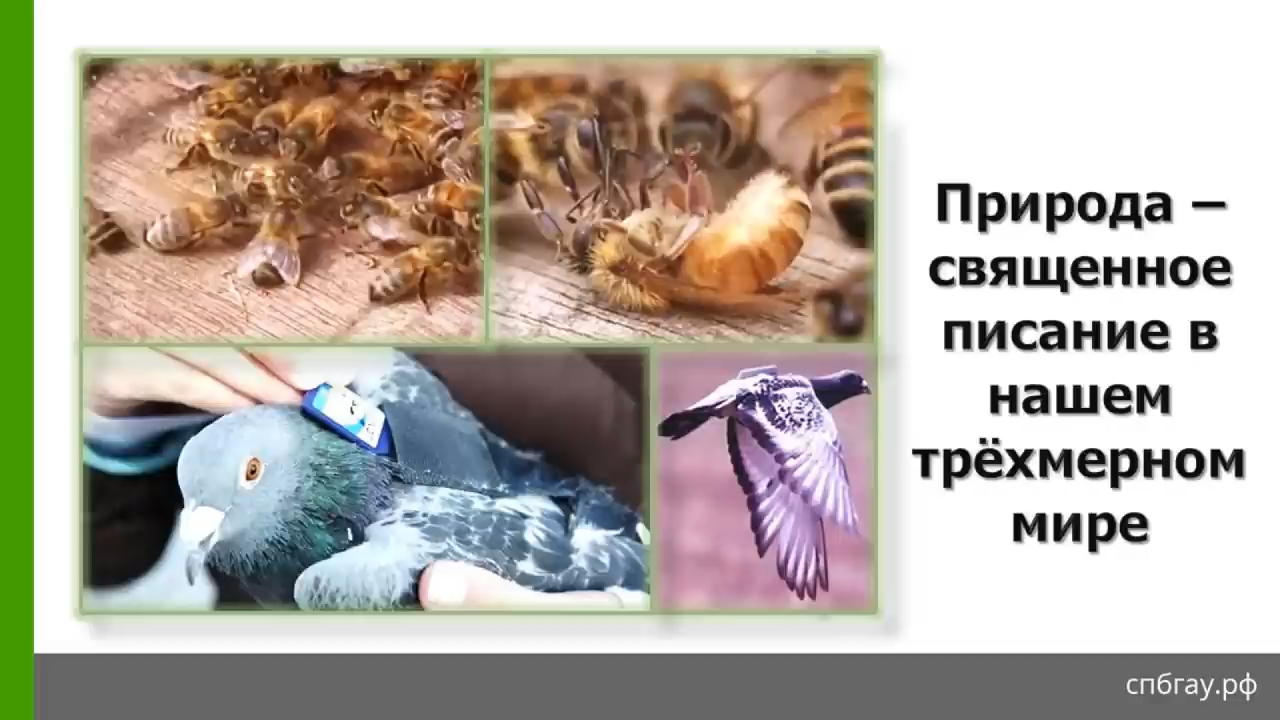 Природа –
священное
писание в
нашем
трёхмерном
мире
спбгау.рф